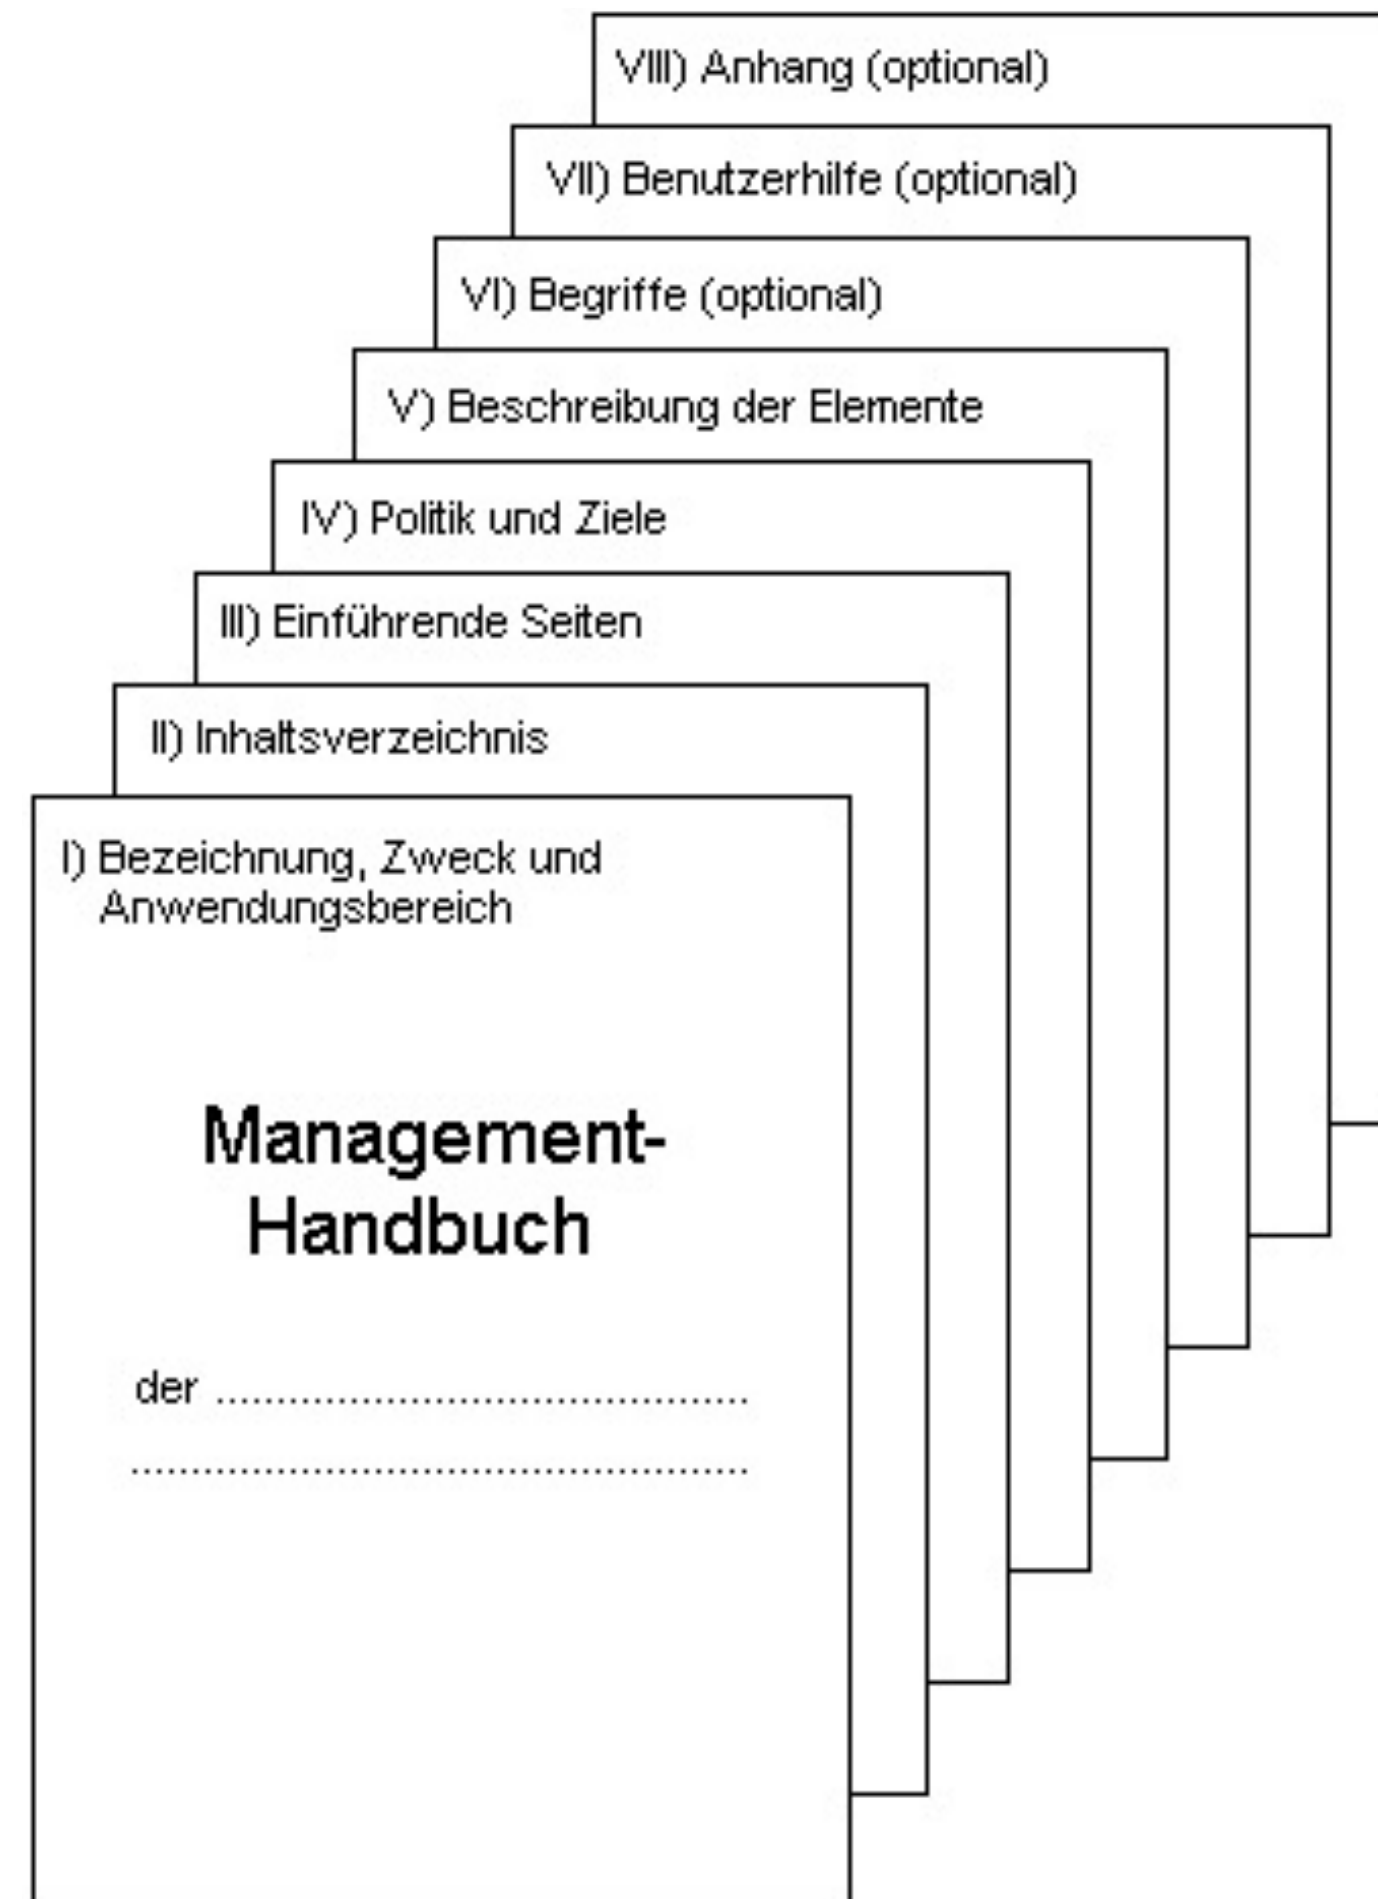 VIII) Anhang (optional)
VII) Benutzerhilfe (optional)
VI) Begriffe (optional)
V) Beschreibung der Elemente
IV) Politik und Ziele
III) Einführende Seiten
II) Inhaltsverzeichnis
I) Bezeichnung, Zweck und
Anwendungsbereich
Management-
Handbuch
der ............................................
...................................................